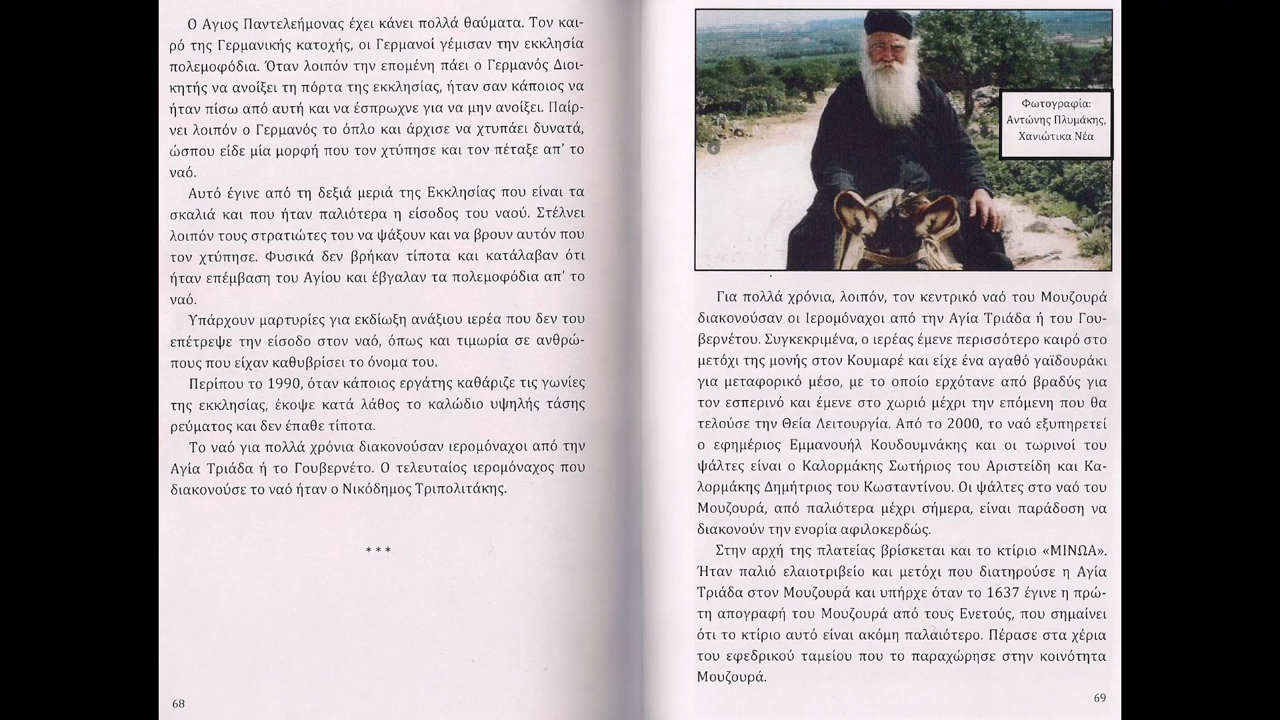 Ο Αγιος Παντελεήμονας έχει κάνει πολλά θαύματα. Τον και-
ρό της Γερμανικής κατοχής, οι Γερμανοί γέμισαν την εκκλησία
πολεμοφόδια. Όταν λοιπόν την επομένη πάει ο Γερμανός Διοι-
κητής να ανοίξει τη πόρτα της εκκλησίας, ήταν σαν κάποιος να
ήταν πίσω από αυτήν και να έσπρωχνε για να μην ανοίξει. Παίρ-
νει λοιπόν ο Γερμανός το όπλο και άρχισε να χτυπάει δυνατά,
ώσπου είδε μία μορφή που τον χτύπησε και τον πέταξε απ’ το
ναό.
Αυτό έγινε από τη δεξιά μεριά της Εκκλησίας που είναι τα
σκαλιά και που ήταν παλιότερα η είσοδος του ναού. Στέλνει
λοιπόν τους στρατιώτες του να ψάξουν και να βρουν αυτόν που
τον χτύπησε. Φυσικά δεν βρήκαν τίποτα και κατάλαβαν ότι
ήταν επέμβαση του Αγίου και έβγαλαν τα πολεμοφόδια απ’ το
ναό.
Υπάρχουν μαρτυρίες για εκδίωξη ανάξιου ιερέα που δεν του
επέτρεψε την είσοδο στον ναό, όπως και τιμωρία σε ανθρώ-
πους που είχαν καθυβρίσει το όνομα του.
Περίπου το 1990, όταν κάποιος εργάτης καθάριζε τις γωνίες
της εκκλησίας, έκοψε κατά λάθος το καλώδιο υψηλής τάσης
ρεύματος και δεν έπαθε τίποτα.
Το ναό για πολλά χρόνια διακονούσαν ιερομόναχοι από την
Αγία Τριάδα ή το Γουβερνέτο. Ο τελευταίος ιερομόναχος που
διακονούσε το ναό ήταν ο Νικόδημος Τριπολιτάκης.
* * *
68
Φωτογραφία:
Αντώνης Πλυμάκης,
Χανιώτικα Νέα
Για πολλά χρόνια, λοιπόν, τον κεντρικό ναό του Μουζουρά
διακονούσαν οι Ιερομόναχοι από την Αγία Τριάδα ή του Γου-
βερνέτου. Συγκεκριμένα, ο ιερέας έμενε περισσότερο καιρό στο
μετόχι της μονής στον Κουμαρέ και είχε ένα αγαθό γαϊδουράκι
για μεταφορικό μέσο, με το οποίο ερχότανε από βραδύς για
τον εσπερινό και έμενε στο χωριό μέχρι την επόμενη που θα
τελούσε την Θεία Λειτουργία. Από το 2000, το ναό εξυπηρετεί
ο εφημέριος Εμμανουήλ Κουδουμνάκης και οι τωρινοί του
ψάλτες είναι ο Καλορμάκης Σωτήριος του Αριστείδη και Κα-
λορμάκης Δημήτριος του Κωσταντίνου. Οι ψάλτες στο ναό του
Μουζουρά, από παλιότερα μέχρι σήμερα, είναι παράδοση να
διακονούν την ενορία αφιλοκερδώς.
Στην αρχή της πλατείας βρίσκεται και το κτίριο «ΜΙΝΩΑ».
Ήταν παλιό ελαιοτριβείο και μετόχι που διατηρούσε η Αγία
Τριάδα στον Μουζουρά και υπήρχε όταν το 1637 έγινε η πρώ-
τη απογραφή του Μουζουρά από τους Ενετούς, που σημαίνει
ότι το κτίριο αυτό είναι ακόμη παλαιότερο. Πέρασε στα χέρια
του εφεδρικού ταμείου που το παραχώρησε στην κοινότητα
Μουζουρά.
69